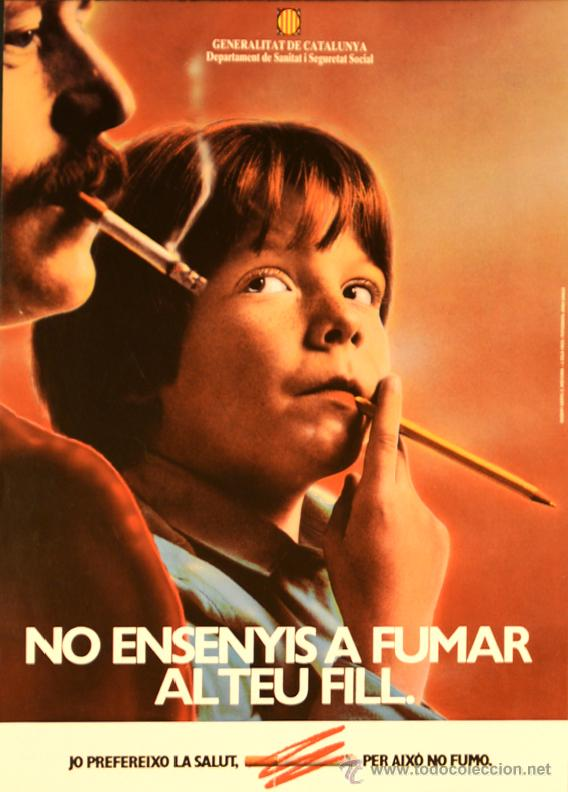 GENERALITAT DE CATALUNYA
Departament de Sanitat i Seguretat Social
NO ENSENYIS A FUMAR
AL TEU FILL.
JO PREFEREIXO LA SALUT, PER AIXÒ NO FUMO.
www.todocoleccion.net